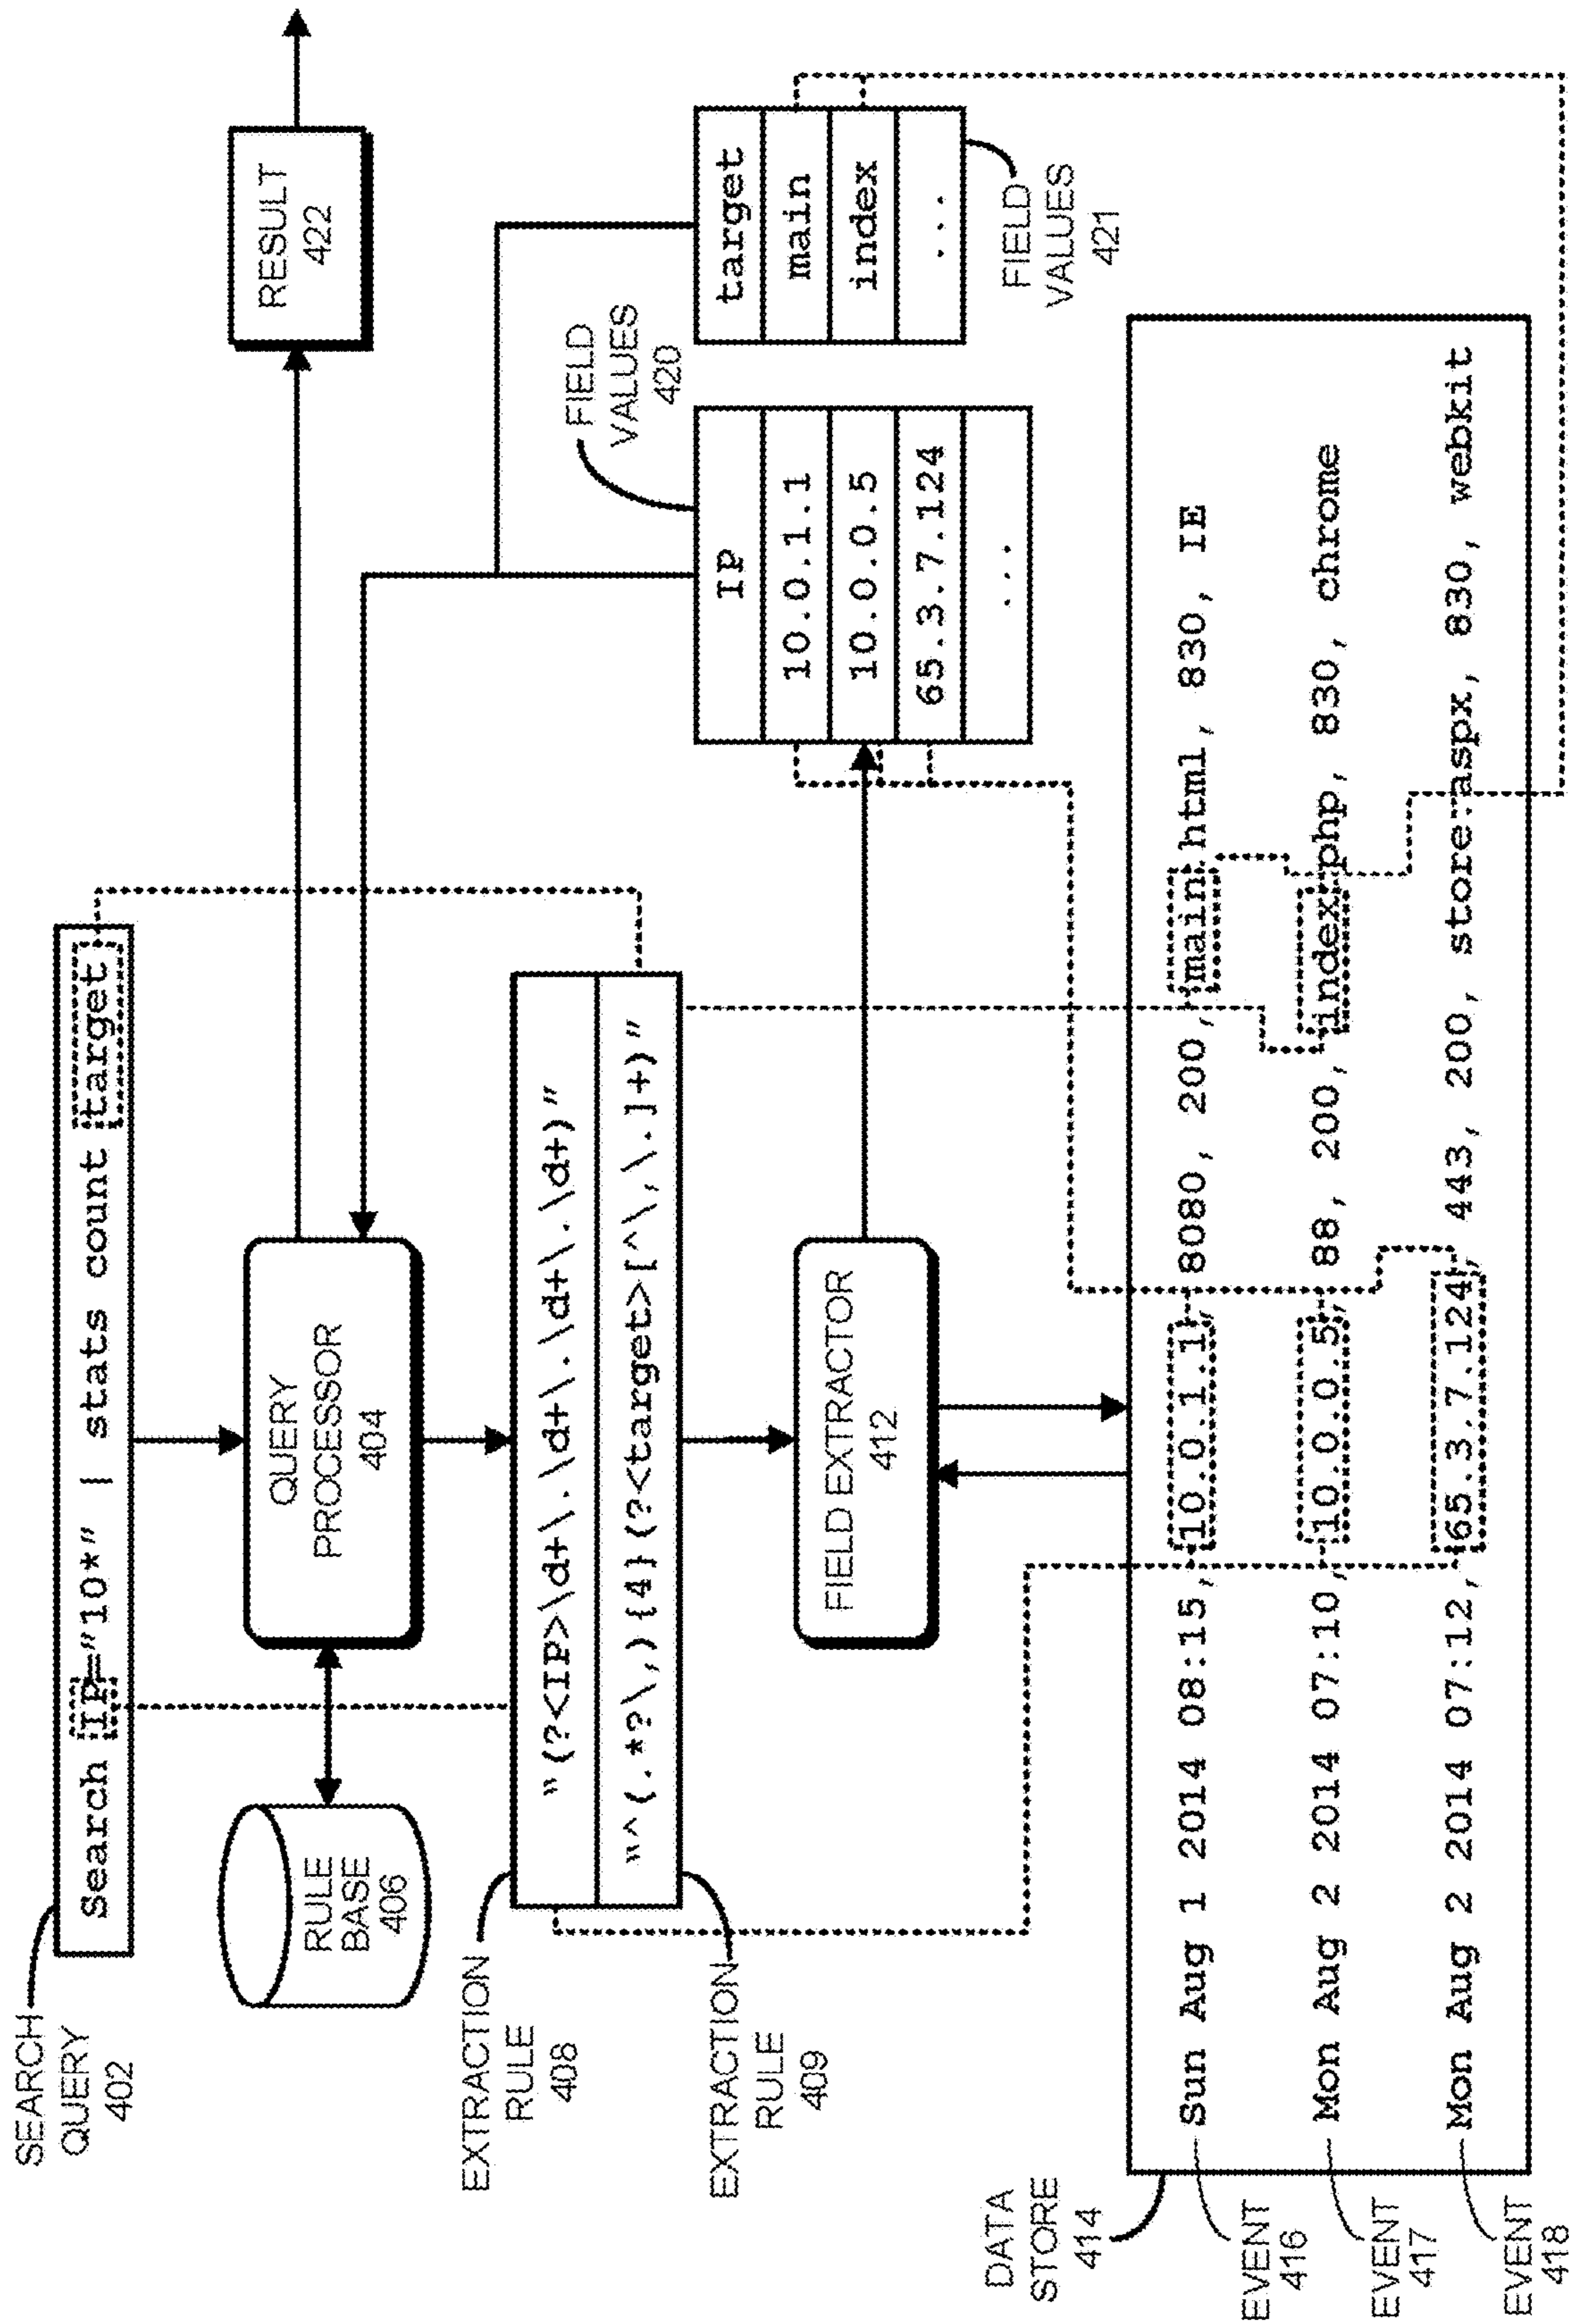 SEARCH
QUERY
402
Search IP="10*" | stats count target
RULE
BASE
406
QUERY
PROCESSOR
404
RESULT
422
EXTRACTION
RULE
408
"(?<IP>\d+\.\d+\.\d+\.\d+)"
"^(.*?\,){4}(?<target>[^\,\.]+)"
EXTRACTION
RULE
409
FIELD EXTRACTOR
412
FIELD
VALUES
420
IP
10.0.1.1
10.0.0.5
65.3.7.124
...
target
main
index
...
FIELD
VALUES
421
DATA
STORE
414
EVENT
416
Sun Aug 1 2014 08:15, 10.0.1.1, 8080, 200, main.html, 830, IE
EVENT
417
Mon Aug 2 2014 07:10, 10.0.0.5, 88, 200, index.php, 830, chrome
EVENT
418
Mon Aug 2 2014 07:12, 65.3.7.124, 443, 200, store.aspx, 830, webkit